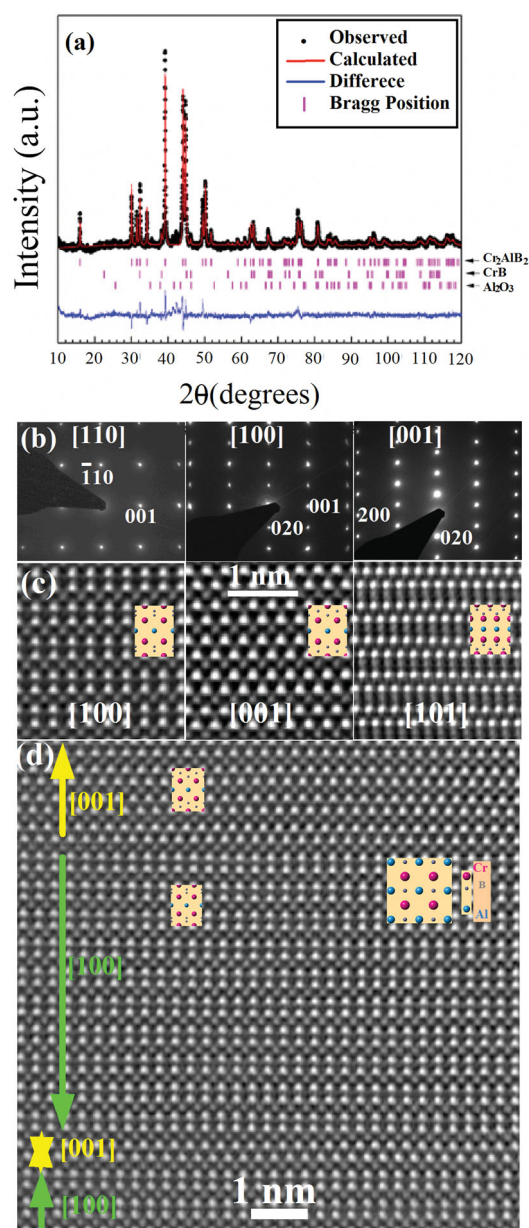 (a)
Observed
Calculated
Differece
Bragg Position
Intensity (a.u.)
Cr₂AlB₂
CrB
Al₂O₃
10 20 30 40 50 60 70 80 90 100 110 120
2θ(degrees)
(b) [110] [100] [001]
1̅10
001
001
020
200
020
(c) 1 nm
[100] [001] [101]
(d)
[001]
Cr
B
Al
[100]
[001]
[100]
1 nm